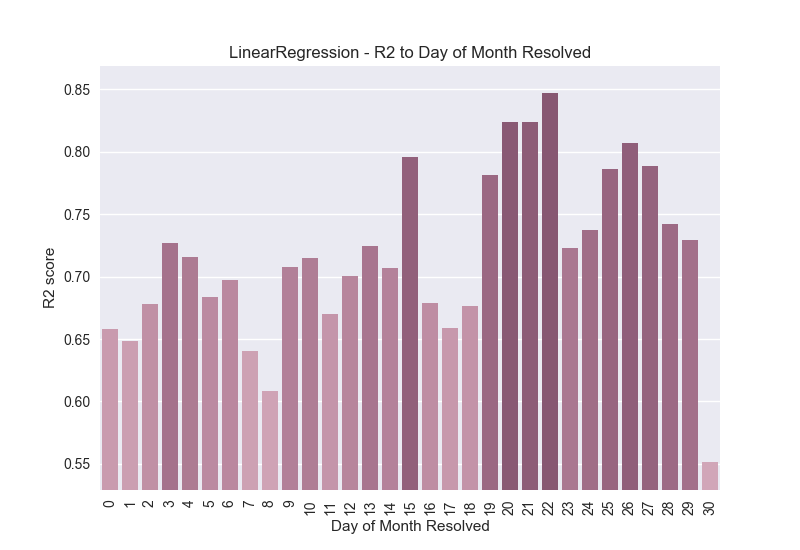 LinearRegression - R2 to Day of Month Resolved
0.85
0.80
0.75
0.70
0.65
0.60
0.55
R2 score
0 1 2 3 4 5 6 7 8 9 10 11 12 13 14 15 16 17 18 19 20 21 22 23 24 25 26 27 28 29 30
Day of Month Resolved